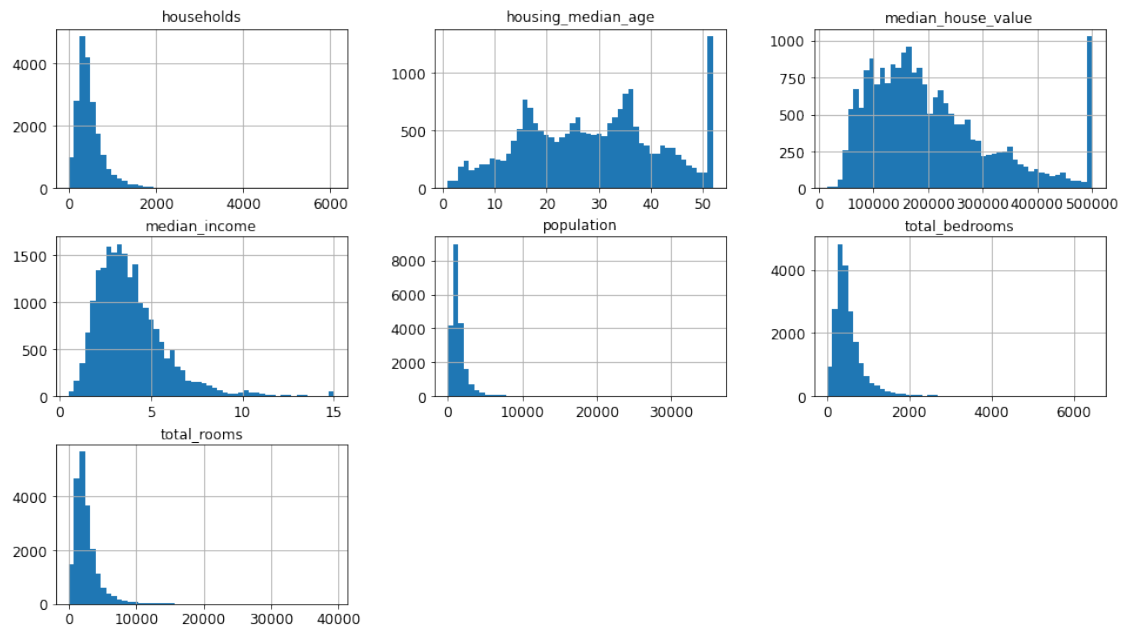 households
housing_median_age
median_house_value
4000
2000
0
0 2000 4000 6000
1000
500
0
0 10 20 30 40 50
1000
750
500
250
0
0 100000 200000 300000 400000 500000
median_income
population
total_bedrooms
1500
1000
500
0
0 5 10 15
8000
6000
4000
2000
0
0 10000 20000 30000
4000
2000
0
0 2000 4000 6000
total_rooms
4000
2000
0
0 10000 20000 30000 40000